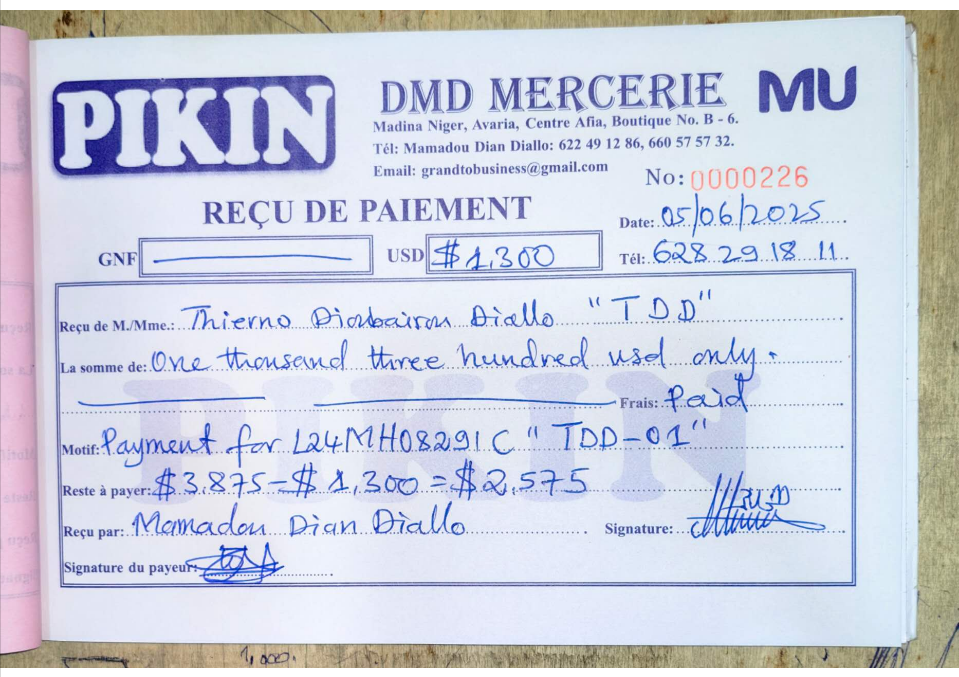 PIKIN
DMD MERCERIE
MU
Madina Niger, Avaria, Centre Afia, Boutique No. B - 6.
Tél: Mamadou Dian Diallo: 622 49 12 86, 660 57 57 32.
Email: grandtobusiness@gmail.com
No: 0000226
REÇU DE PAIEMENT
Date: 05/06/2025
GNF
USD $1,300
Tél: 628 29 18 11
Reçu de M./Mme.: Thierno Diallo "TDD"
La somme de: One thousand three hundred usd only.
Frais: Paid
Motif: Payment for L24MH08291C "TDD-01"
Reste à payer: $3.875-$1,300=$2,575
Reçu par: Mamadou Dian Diallo
Signature:
Signature du payeur:
1,000.